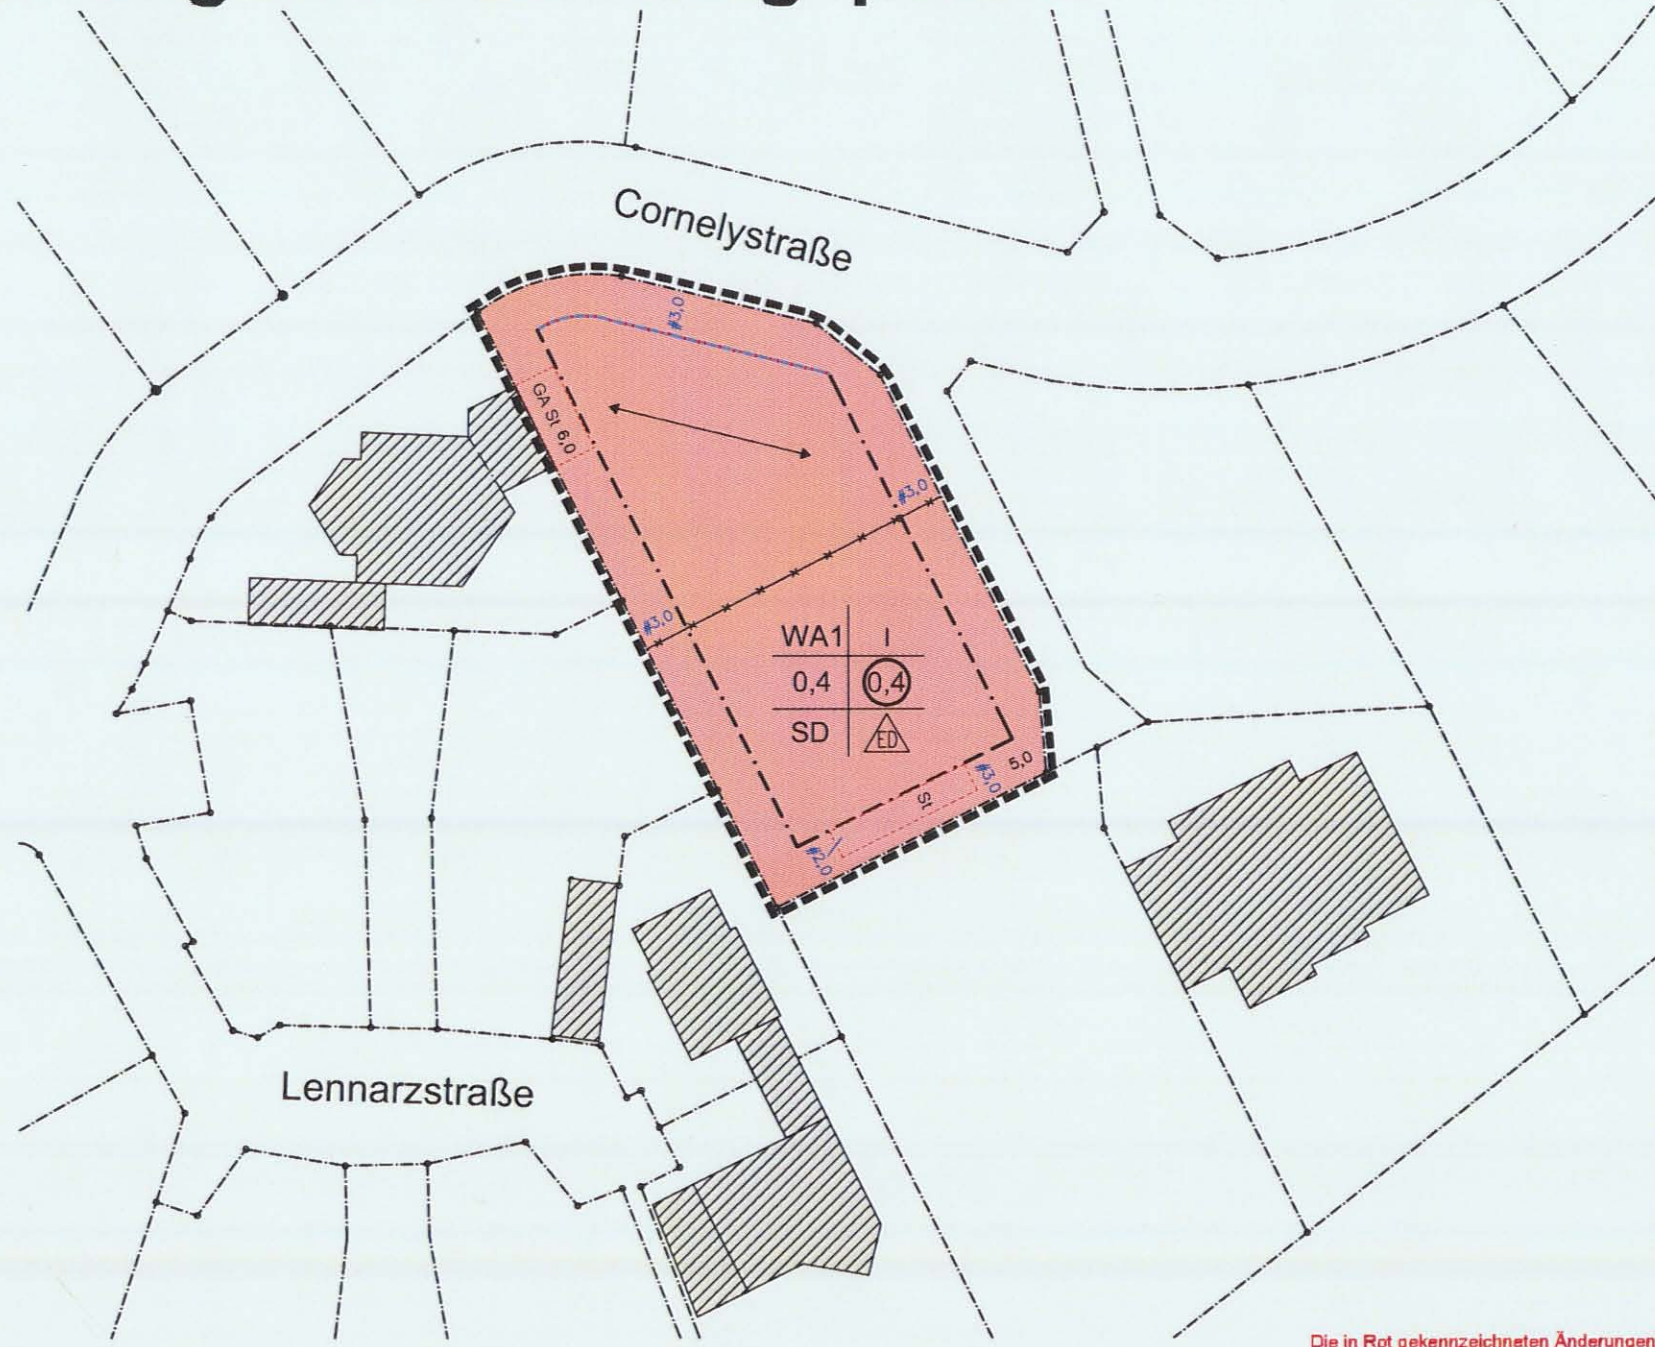 Cornelystraße
#3,0
GA St 6,0
#3,0
#3,0
WA1 I
0,4 0,4
SD ED
5,0
#3,0
St
#2,0
Lennarzstraße
Die in Rot gekennzeichneten Änderungen